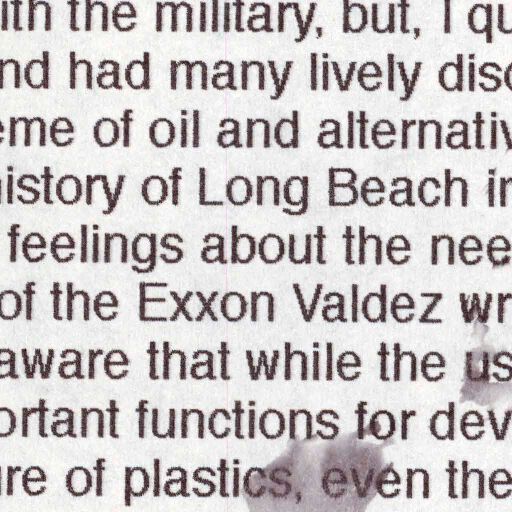 ith the military, but, I qu
nd had many lively disc
eme of oil and alternativ
history of Long Beach in
feelings about the nee
of the Exxon Valdez wr
aware that while the us
ortant functions for dev
ure of plastics, even the